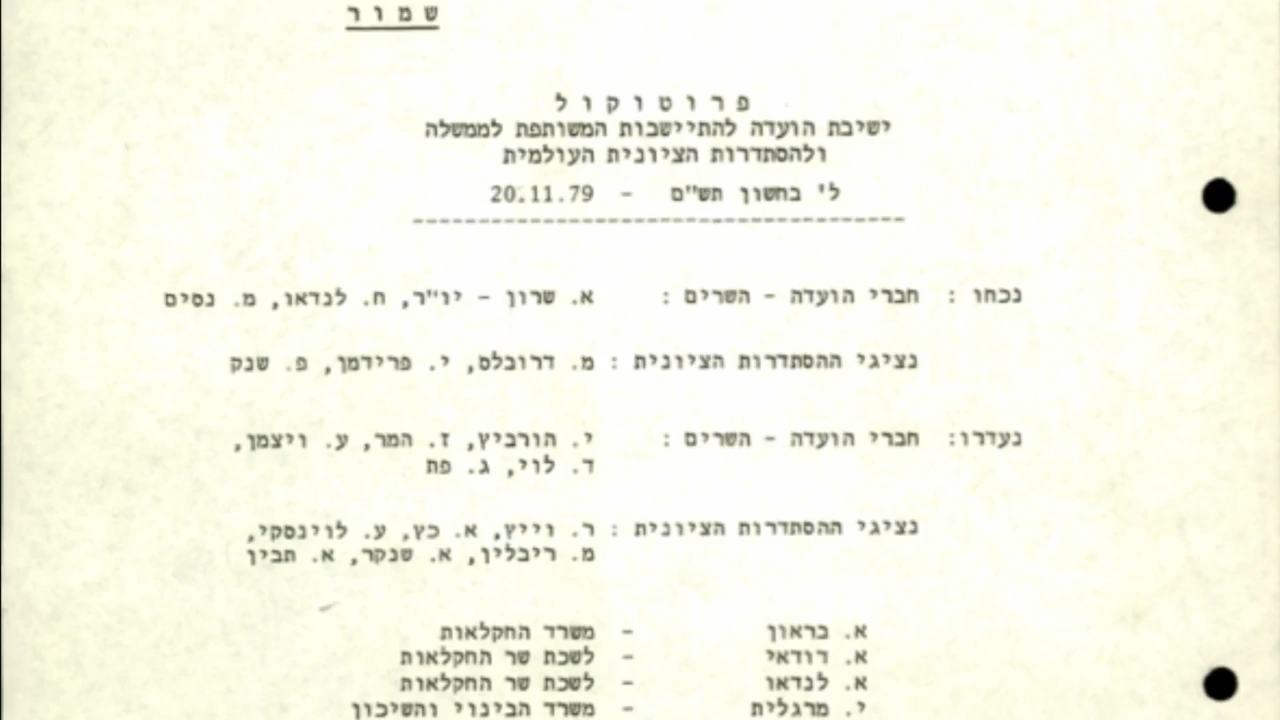 ש מ ו ר
פ ר ו ט ו ק ו ל
ישיבת הועדה להתיישבות המשותפת לממשלה
ולהסתדרות הציונית העולמית
ל' בחשון תש"ם - 20.11.79
נכחו : חברי הועדה - השרים : א. שרון - יו"ר, ח. לנדאו, מ. נסים
נציגי ההסתדרות הציונית : מ. דרובלס, י. פרידמן, פ. שנק
נעדרו: חברי הועדה - השרים : י. הורביץ, ז. המר, ע. ויצמן,
ד. לוי, ג. פת
נציגי ההסתדרות הציונית : ר. וייץ, א. כץ, ע. לוינסקי,
מ. ריבלין, א. שנקר, א. תבין
א. בראון - משרד החקלאות
א. דודאי - לשכת שר החקלאות
א. לנדאו - לשכת שר החקלאות
י. מרגלית - משרד הבינוי והשיכון